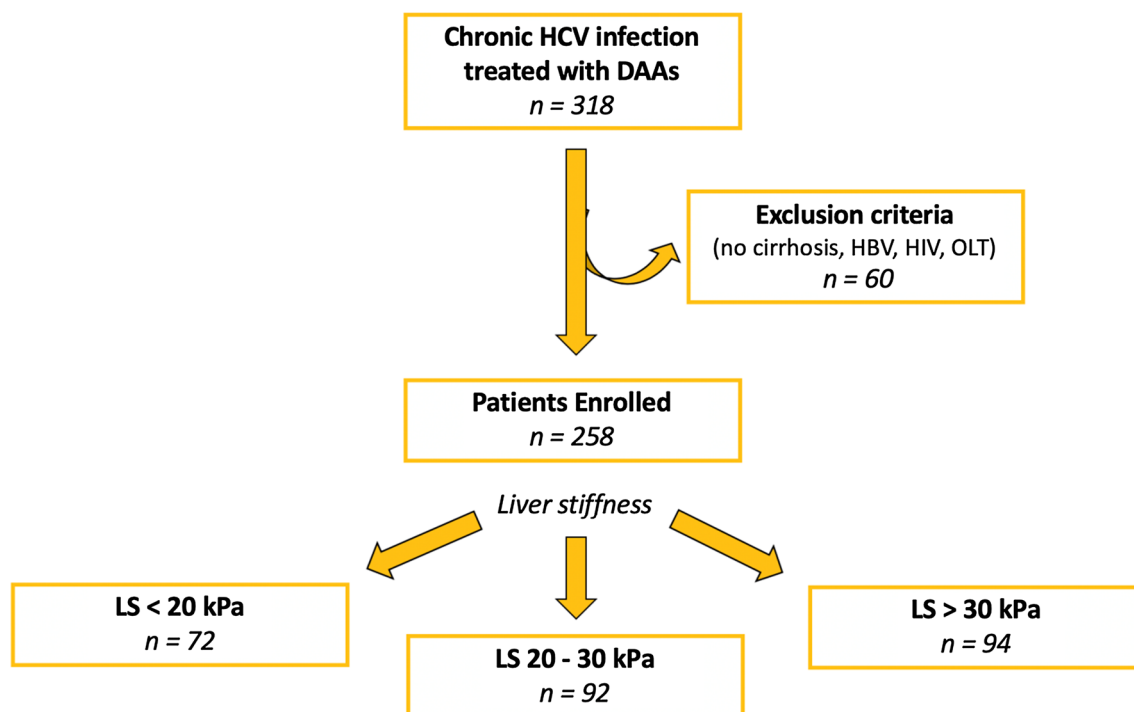 Chronic HCV infection
treated with DAAs
n = 318
Exclusion criteria
(no cirrhosis, HBV, HIV, OLT)
n = 60
Patients Enrolled
n = 258
Liver stiffness
LS < 20 kPa
n = 72
LS 20 - 30 kPa
n = 92
LS > 30 kPa
n = 94